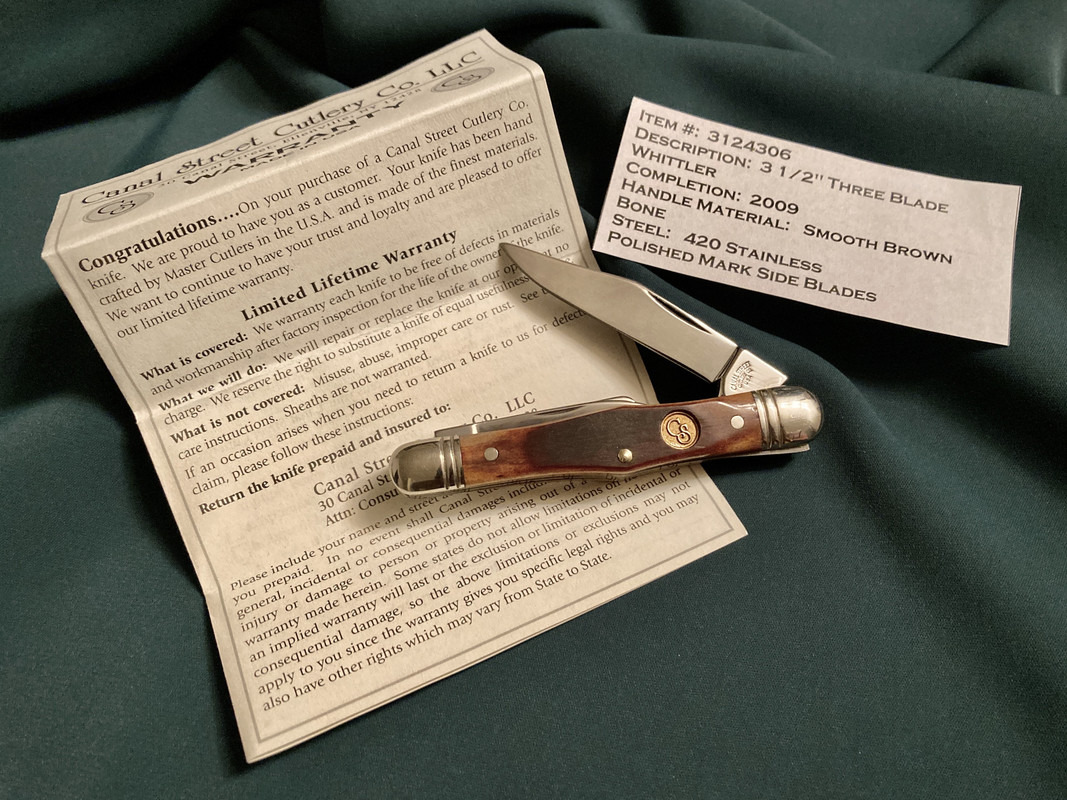 Canal Street Cutlery Co. LLC
30 Canal Street, Ellenville, NY 12428
WARRANTY
CS
CS
Congratulations....On your purchase of a Canal Street Cutlery Co.
knife. We are proud to have you as a customer. Your knife has been hand
crafted by Master Cutlers in the U.S.A. and is made of the finest materials.
We want to continue to have your trust and loyalty and are pleased to offer
our limited lifetime warranty.
Limited Lifetime Warranty
What is covered: We warranty each knife to be free of defects in materials
and workmanship after factory inspection for the life of the owner of the knife.
What we will do: We will repair or replace the knife at our no
charge. We reserve the right to substitute a knife of equal usefulness
What is not covered: Misuse, abuse, improper care or rust. See
care instructions. Sheaths are not warranted.
If an occasion arises when you need to return a knife to us for
claim, please follow these instructions:
Return the knife prepaid and insured to:
Canal Co. LLC
30 Canal
Attn:
Please include your name and street
you prepaid. In no event shall Canal
general, incidental or consequential damages
injury or damage to person or property arising out of
warranty made herein. Some states do not allow limitations on
an implied warranty will last or the exclusion or limitation of incidental or
consequential damage, so the above limitations or exclusions may not
apply to you since the warranty gives you specific legal rights and you may
also have other rights which may vary from State to State.
ITEM #: 3124306
DESCRIPTION: 3 1/2" THREE BLADE
WHITTLER
COMPLETION: 2009
HANDLE MATERIAL: SMOOTH BROWN
BONE
STEEL: 420 STAINLESS
POLISHED MARK SIDE BLADES
CS